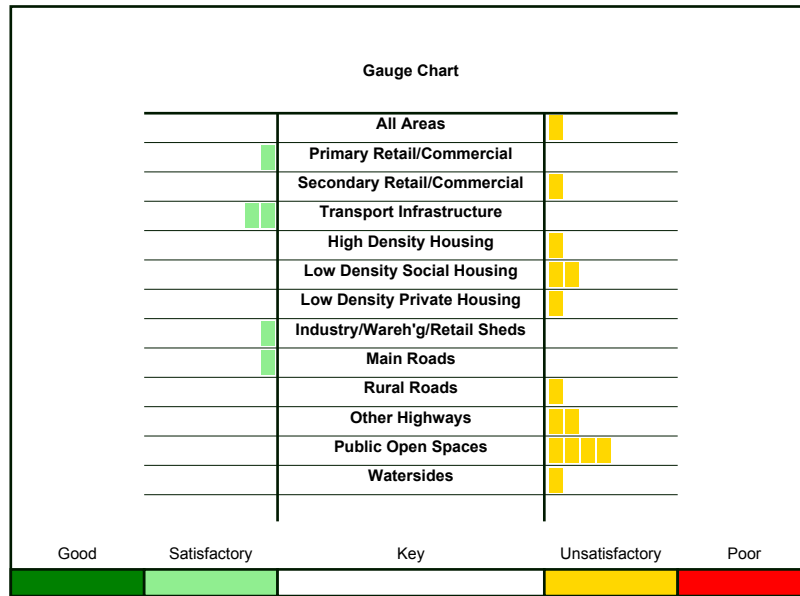 Gauge Chart
All Areas
Primary Retail/Commercial
Secondary Retail/Commercial
Transport Infrastructure
High Density Housing
Low Density Social Housing
Low Density Private Housing
Industry/Wareh'g/Retail Sheds
Main Roads
Rural Roads
Other Highways
Public Open Spaces
Watersides
Good Satisfactory Key Unsatisfactory Poor